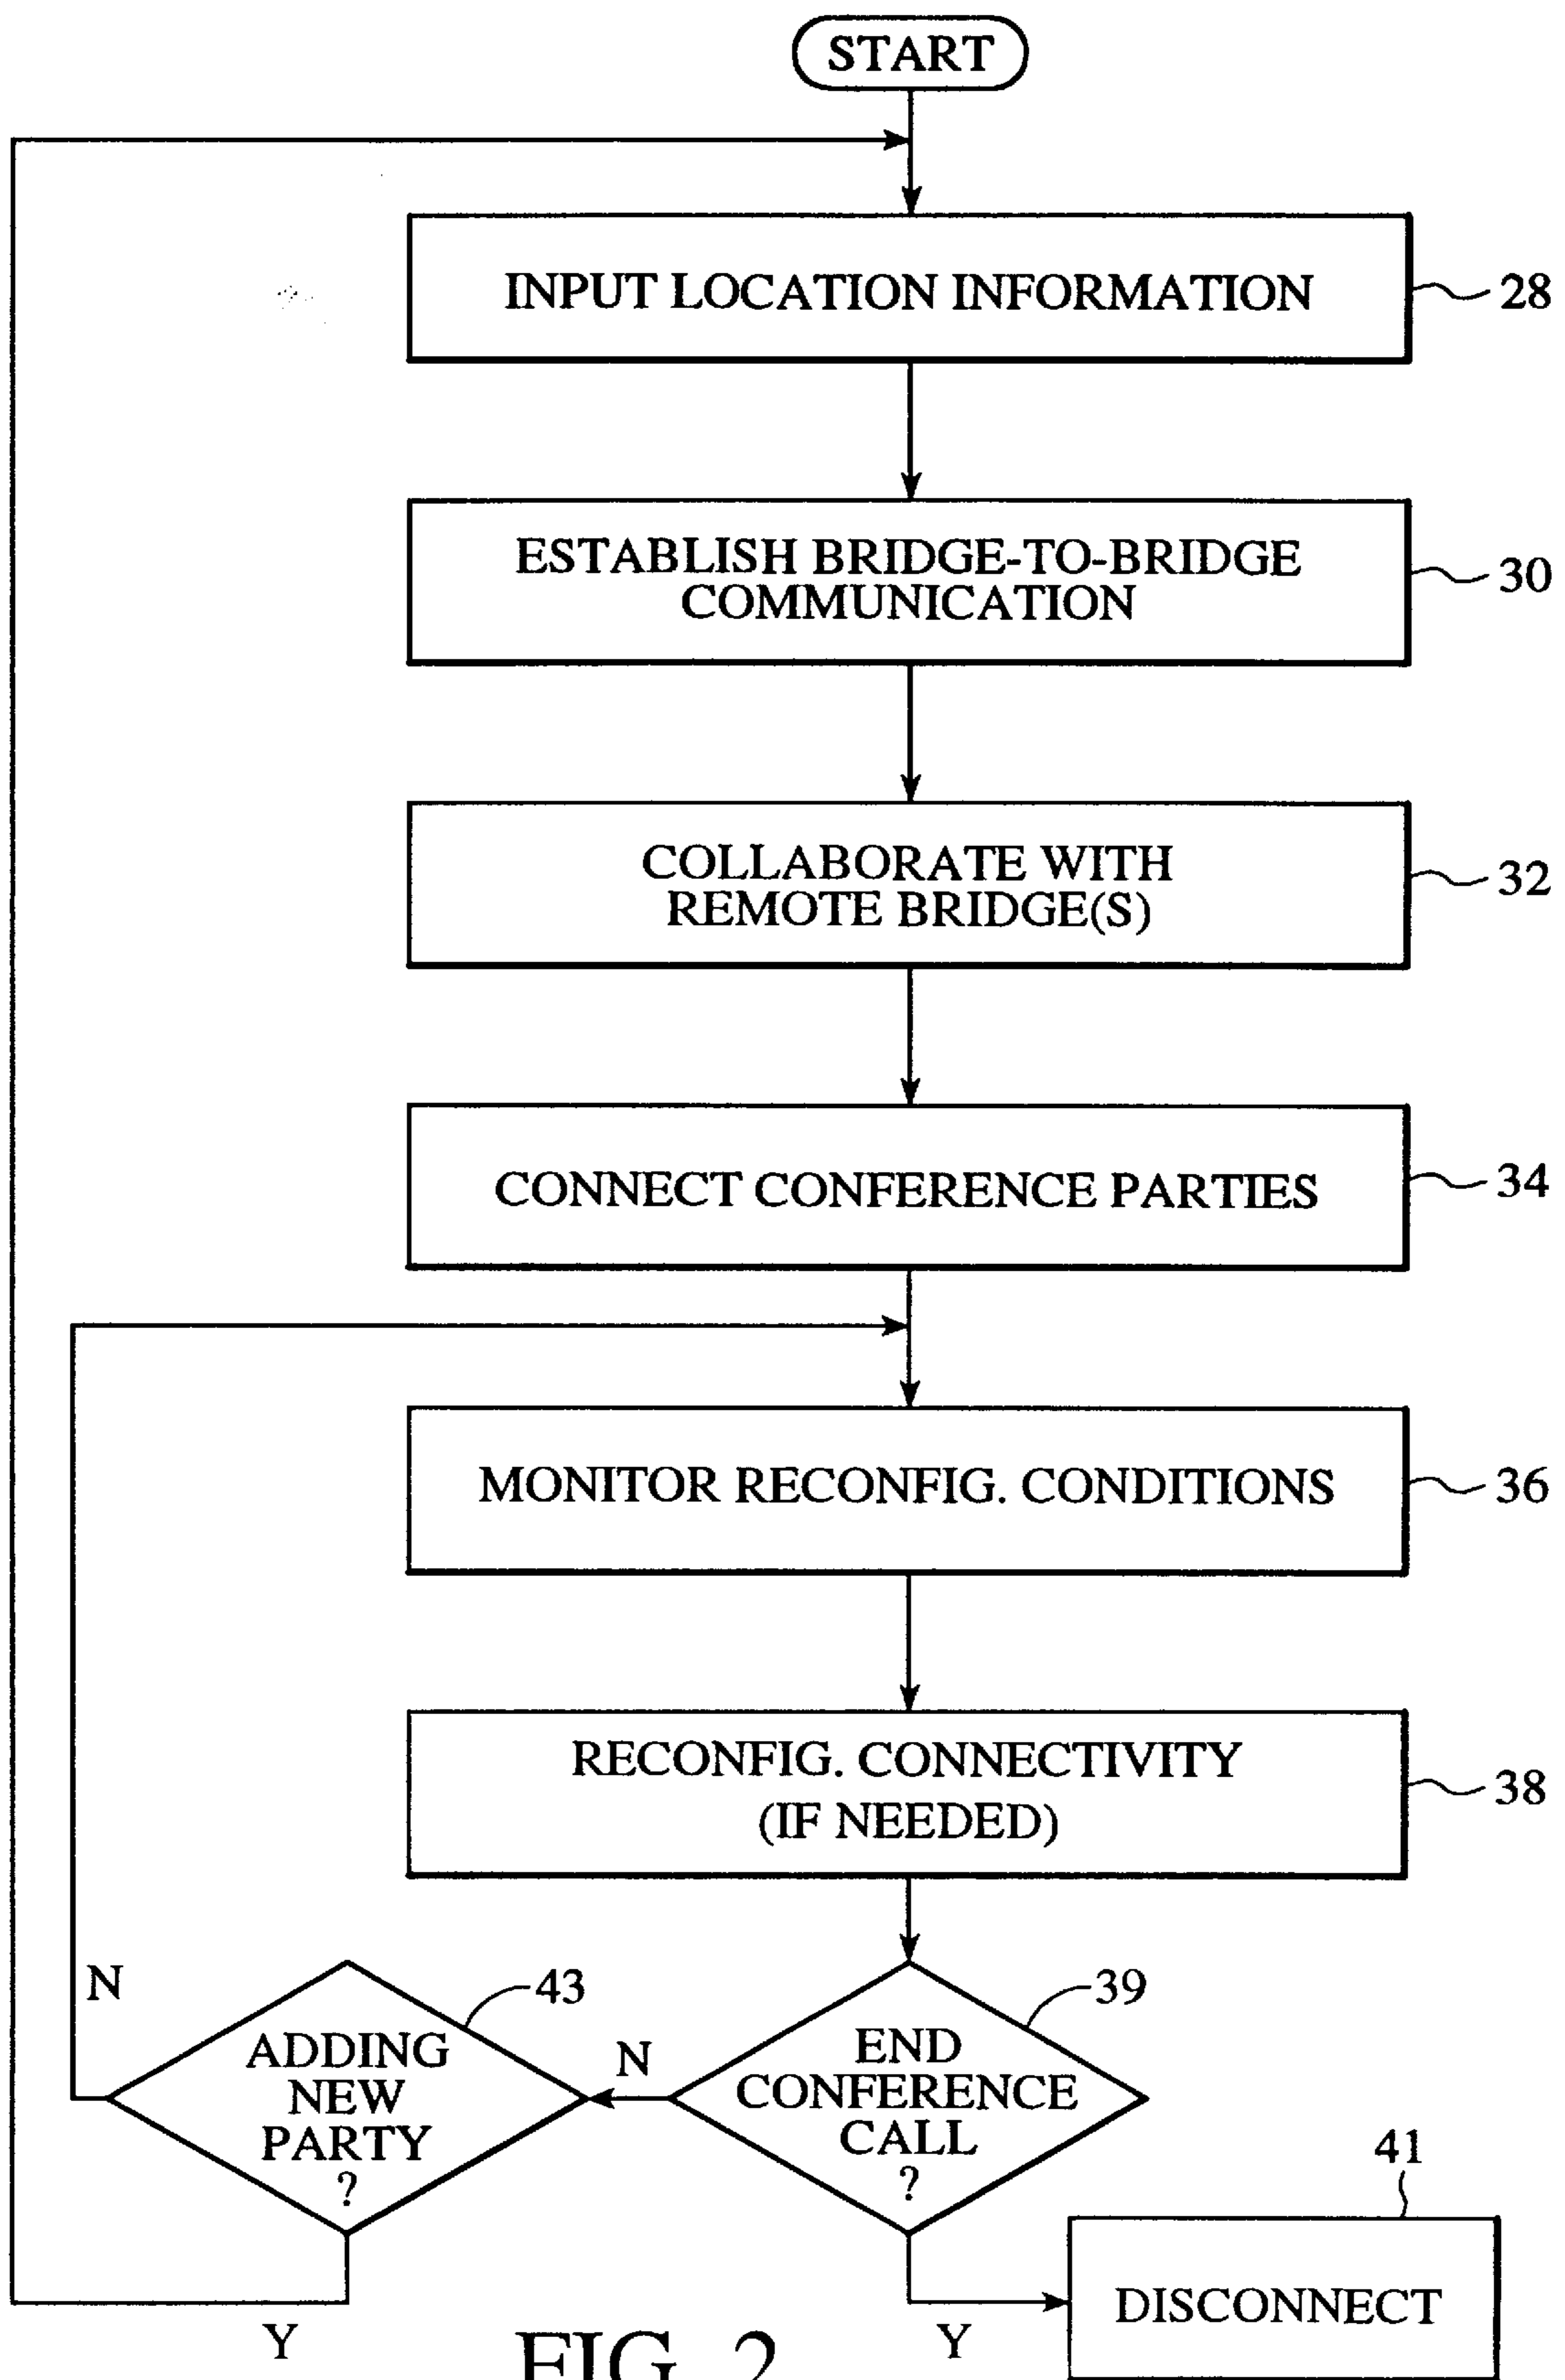 START
INPUT LOCATION INFORMATION
28
ESTABLISH BRIDGE-TO-BRIDGE
COMMUNICATION
30
COLLABORATE WITH
REMOTE BRIDGE(S)
32
CONNECT CONFERENCE PARTIES
34
MONITOR RECONFIG. CONDITIONS
36
RECONFIG. CONNECTIVITY
(IF NEEDED)
38
N
43
ADDING
NEW
PARTY
?
N
39
END
CONFERENCE
CALL
?
41
DISCONNECT
Y
Y
FIG. 2